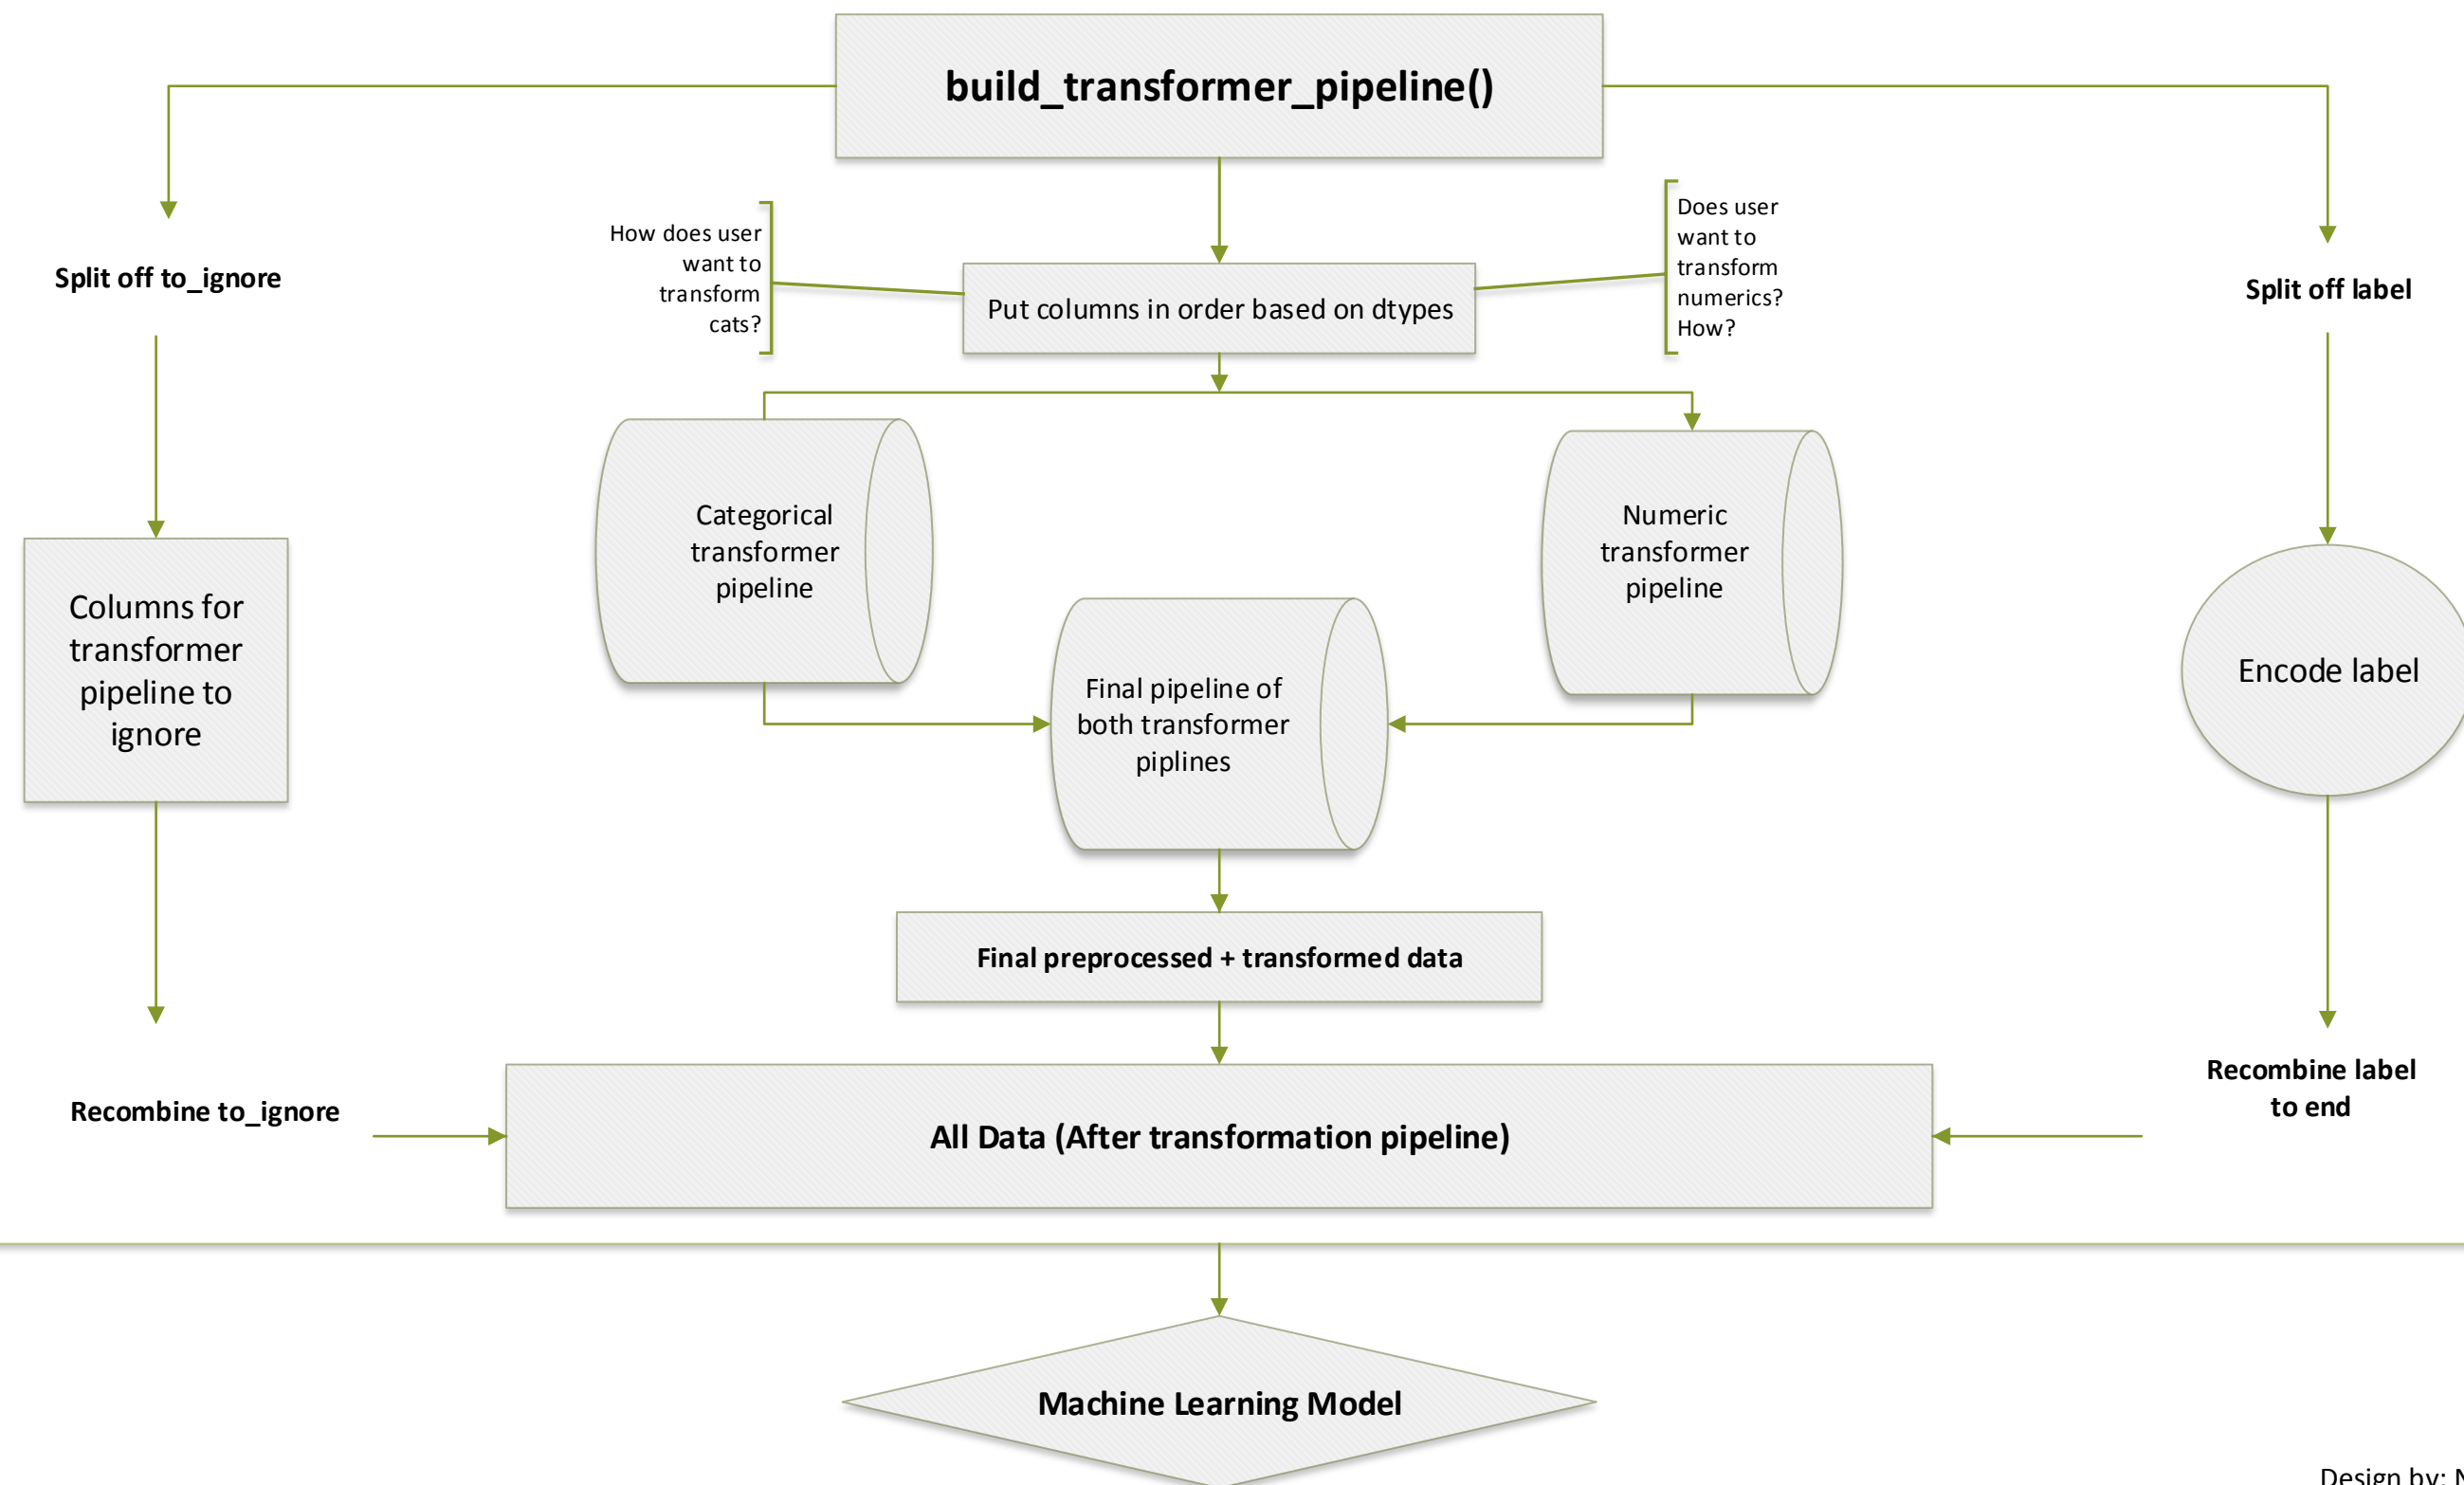 build_transformer_pipeline()
How does user
want to
transform
cats?
Does user
want to
transform
numerics?
How?
Split off to_ignore
Put columns in order based on dtypes
Split off label
Categorical
transformer
pipeline
Numeric
transformer
pipeline
Columns for
transformer
pipeline to
ignore
Final pipeline of
both transformer
piplines
Encode label
Final preprocessed + transformed data
Recombine to_ignore
All Data (After transformation pipeline)
Recombine label
to end
Machine Learning Model
Design by: